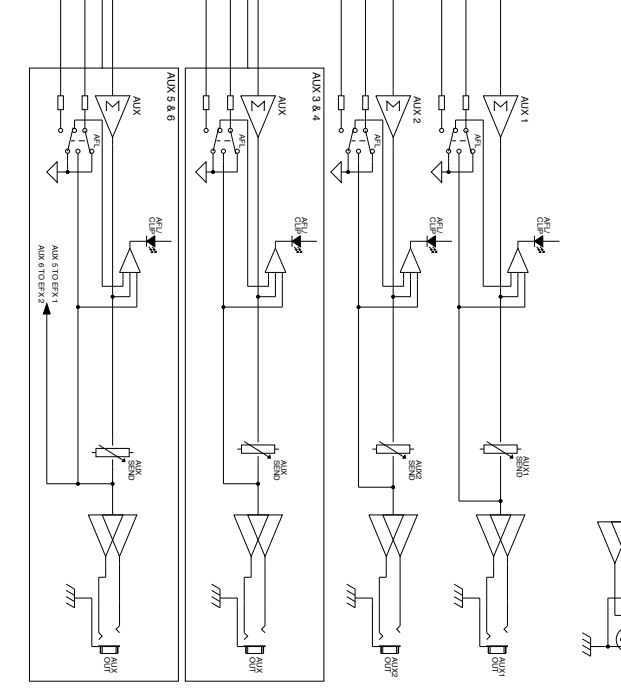 AUX 1
AUX
AFL
AFL/
CLIP
AUX1
SEND
AUX1
OUT
AUX 2
AFL
AFL/
CLIP
AUX2
SEND
AUX2
OUT
AUX 3 & 4
AUX
AFL
AFL/
CLIP
AUX
SEND
AUX
OUT
AUX 5 & 6
AUX
AFL
AFL/
CLIP
AUX 5 TO EFX 1
AUX 6 TO EFX 2
AUX
SEND
AUX
OUT